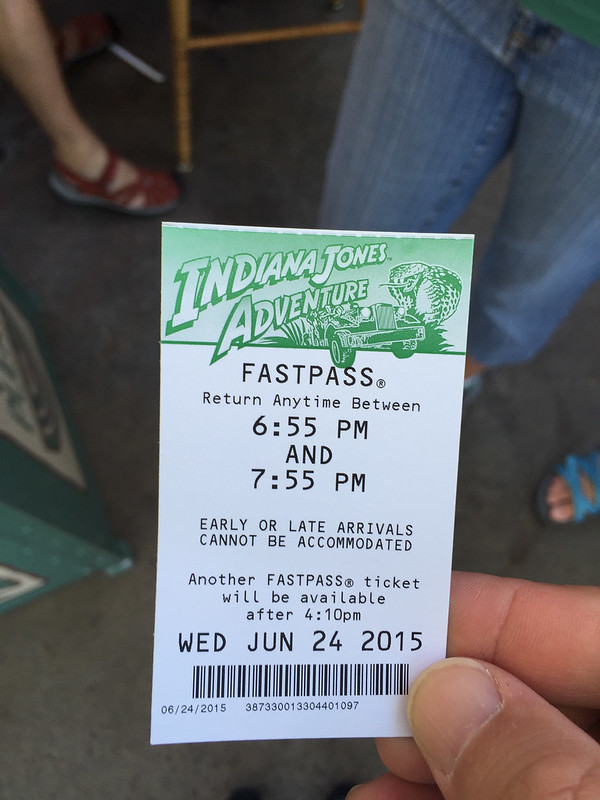 INDIANA JONES
ADVENTURE
FASTPASS®
Return Anytime Between
6:55 PM
AND
7:55 PM
EARLY OR LATE ARRIVALS
CANNOT BE ACCOMMODATED
Another FASTPASS® ticket
will be available
after 4:10pm
WED JUN 24 2015
06/24/2015 387330013304401097